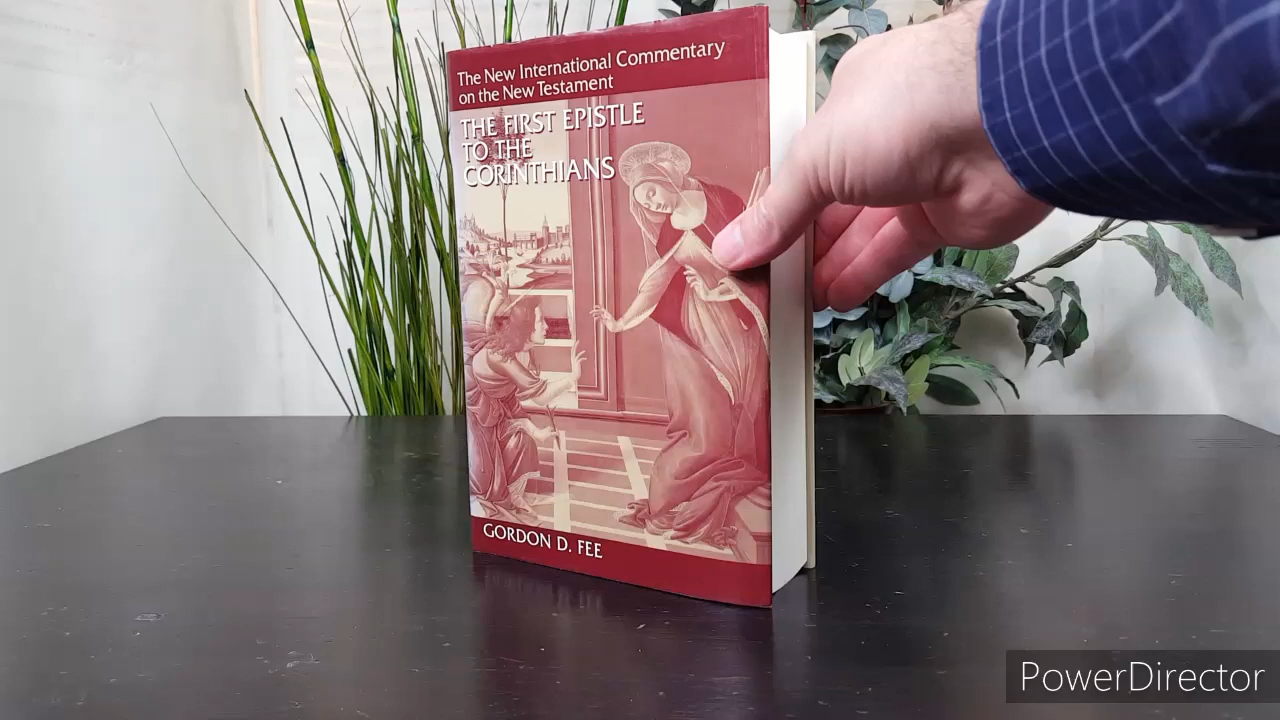 The New International Commentary
on the New Testament
THE FIRST EPISTLE
TO THE
CORINTHIANS
GORDON D. FEE
PowerDirector